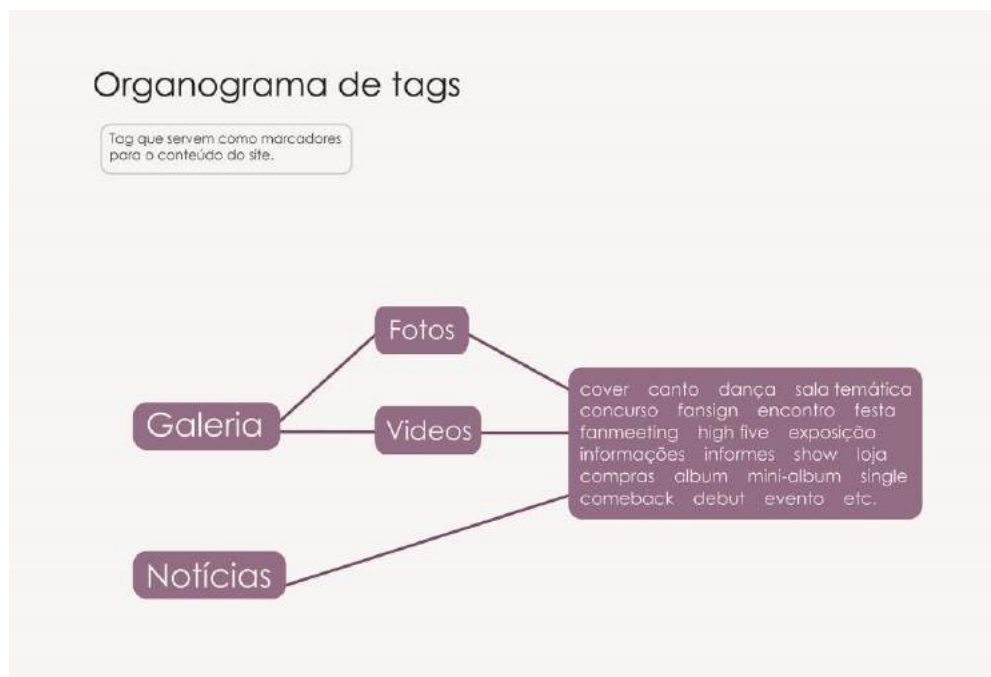 Organograma de tags
Tag que servem como marcadores
para o conteúdo do site.
Fotos
Galeria
Videos
cover canto dança sala temática
concurso fansign encontro festa
fanmeeting high five exposição
informações informes show loja
compras album mini-album single
comeback debut evento etc.
Notícias